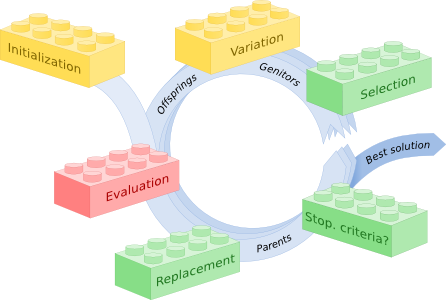 Initialization
Variation
Offsprings
Genitors
Selection
Best solution
Evaluation
Stop. criteria?
Parents
Replacement